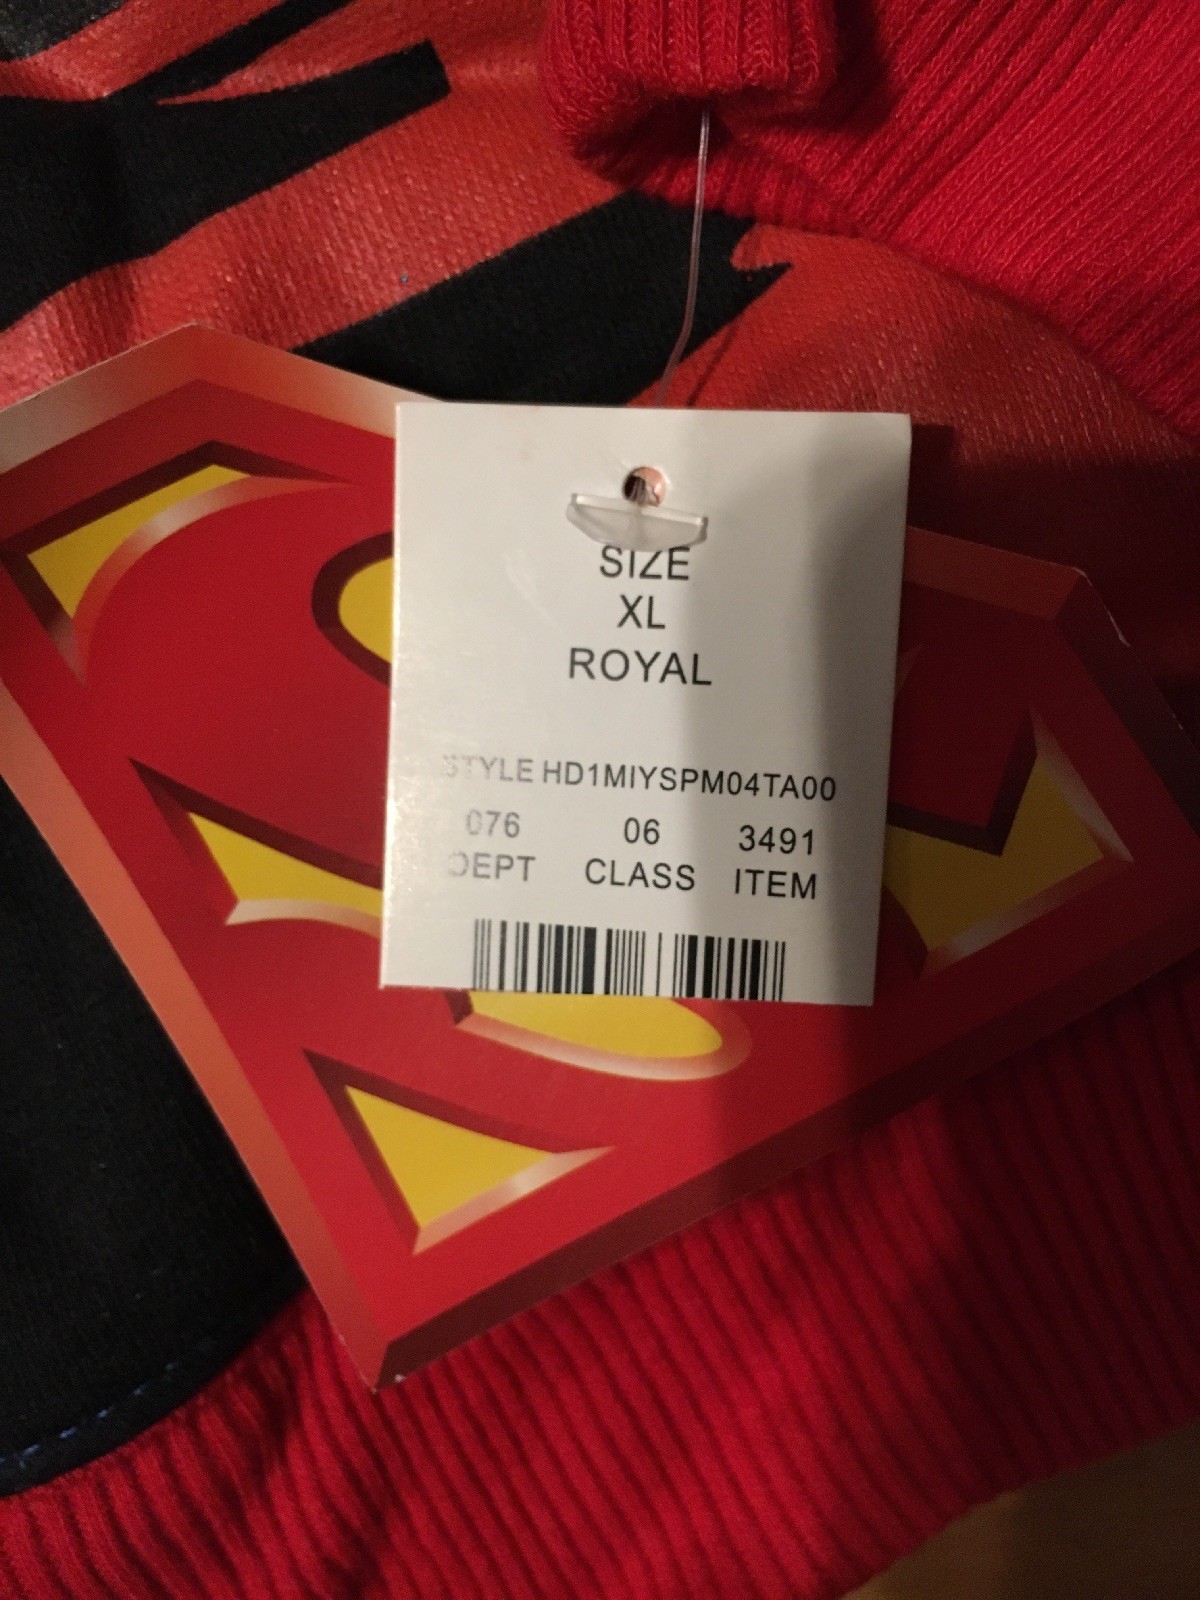 SIZE
XL
ROYAL
STYLE HD1MIYSPM04TA00
076 06 3491
DEPT CLASS ITEM